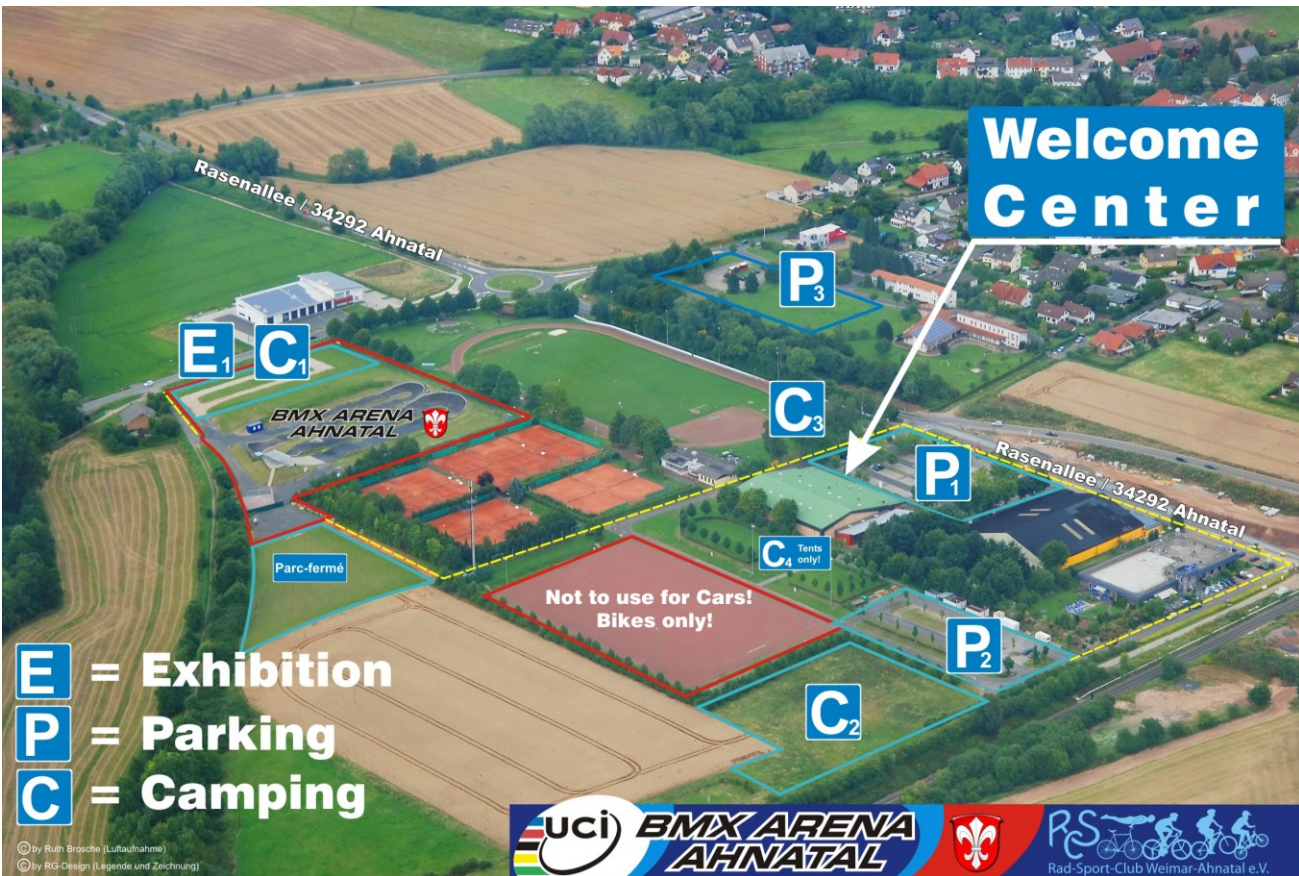 Welcome
Center
Rasenallee / 34292 Ahnatal
P3
E1
C1
BMX ARENA
AHNATAL
C3
P1
Rasenallee / 34292 Ahnatal
C4 Tents
only!
Parc-fermé
Not to use for Cars!
Bikes only!
P2
C2
E = Exhibition
P = Parking
C = Camping
© by Ruth Brosche (Luftaufnahme)
© by RG-Design (Legende und Zeichnung)
uci
BMX ARENA
AHNATAL
RSC
Rad-Sport-Club Weimar-Ahnatal e.V.